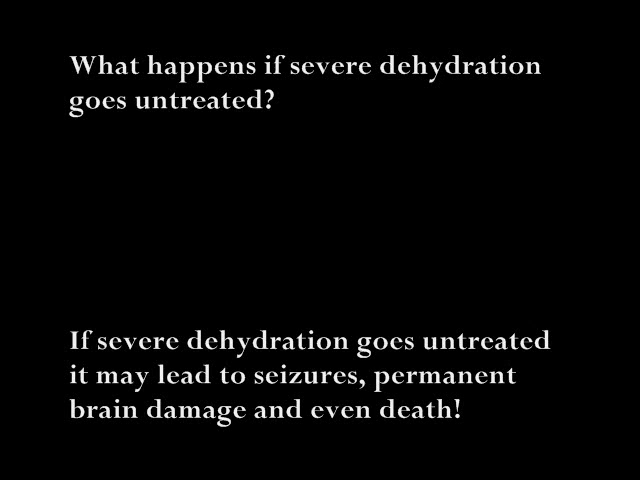 What happens if severe dehydration
goes untreated?
If severe dehydration goes untreated
it may lead to seizures, permanent
brain damage and even death!